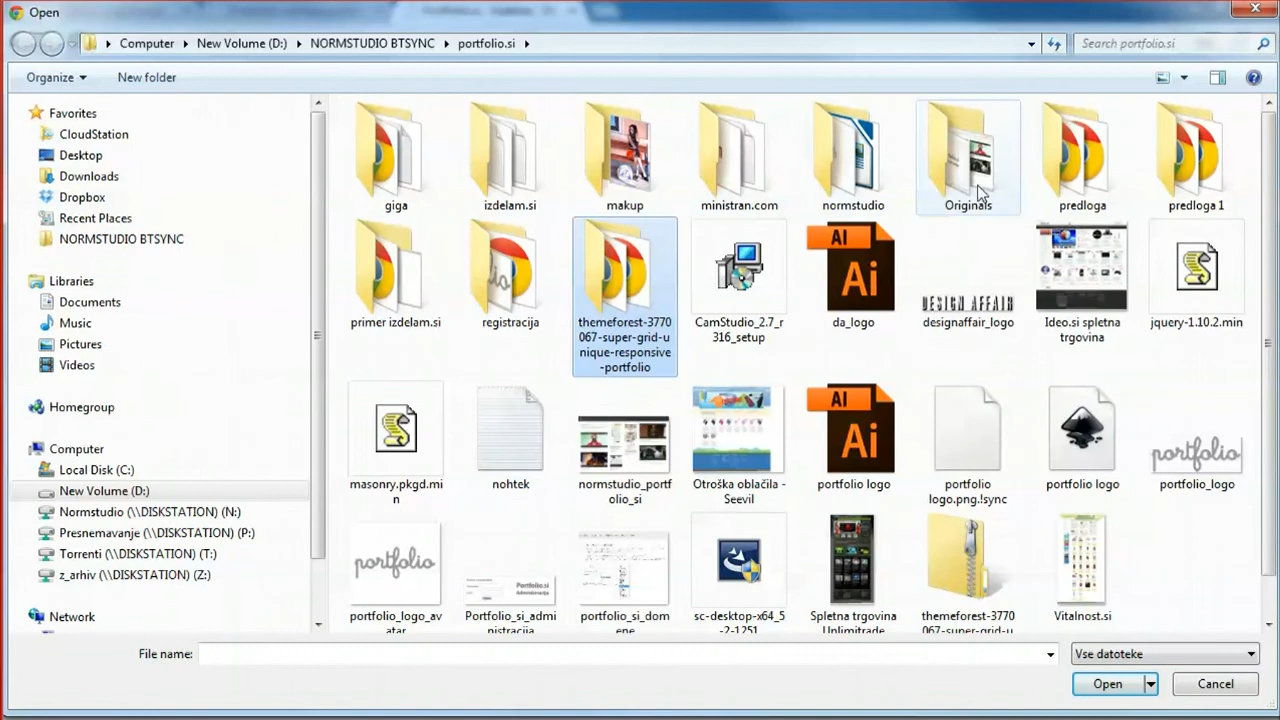 Open
Computer New Volume (D:) NORMSTUDIO BTSYNC portfolio.si Search portfolio.si
Organize New folder
Favorites
CloudStation
Desktop
Downloads
Dropbox
Recent Places
NORMSTUDIO BTSYNC
Libraries
Documents
Music
Pictures
Videos
Homegroup
Computer
Local Disk (C:)
New Volume (D:)
Normstudio (\\DISKSTATION) (N:)
Presnemavanje (\\DISKSTATION) (P:)
Torrenti (\\DISKSTATION) (T:)
z_arhiv (\\DISKSTATION) (Z:)
Network
giga
izdelam.si
makup
ministran.com
normstudio
Originals
predloga
predloga 1
primer izdelam.si
registracija
themeforest-3770
067-super-grid-u
nique-responsive
-portfolio
CamStudio_2.7_r
316_setup
AI
Ai
da_logo
DESIGN AFFAIR
designaffair_logo
Ideo.si spletna
trgovina
jquery-1.10.2.min
masonry.pkgd.mi
n
nohtek
normstudio_portf
olio_si
Otroška oblačila -
Seevil
AI
Ai
portfolio logo
portfolio
logo.png.!sync
portfolio logo
portfolio
portfolio_logo
portfolio
portfolio_logo_av
atar
Portfolio.si
Portfolio_si_admi
nistracija
portfolio_si_dom
ene
sc-desktop-x64_5
-2-1251
Spletna trgovina
Unlimitrade
themeforest-3770
067-super-grid-u
Vitalnost.si
File name: Vse datoteke
Open Cancel